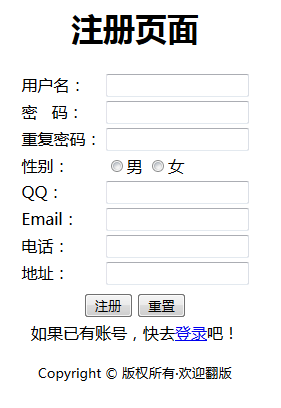 注册页面
用户名：
密 码：
重复密码：
性别： 男 女
QQ：
Email：
电话：
地址：
注册 重置
如果已有账号，快去登录吧！
Copyright © 版权所有·欢迎翻版